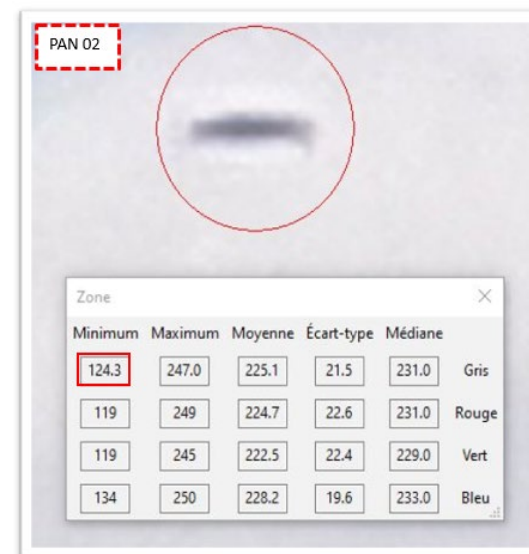 PAN 02
Zone
Minimum Maximum Moyenne Écart-type Médiane
124.3 247.0 225.1 21.5 231.0 Gris
119 249 224.7 22.6 231.0 Rouge
119 245 222.5 22.4 229.0 Vert
134 250 228.2 19.6 233.0 Bleu